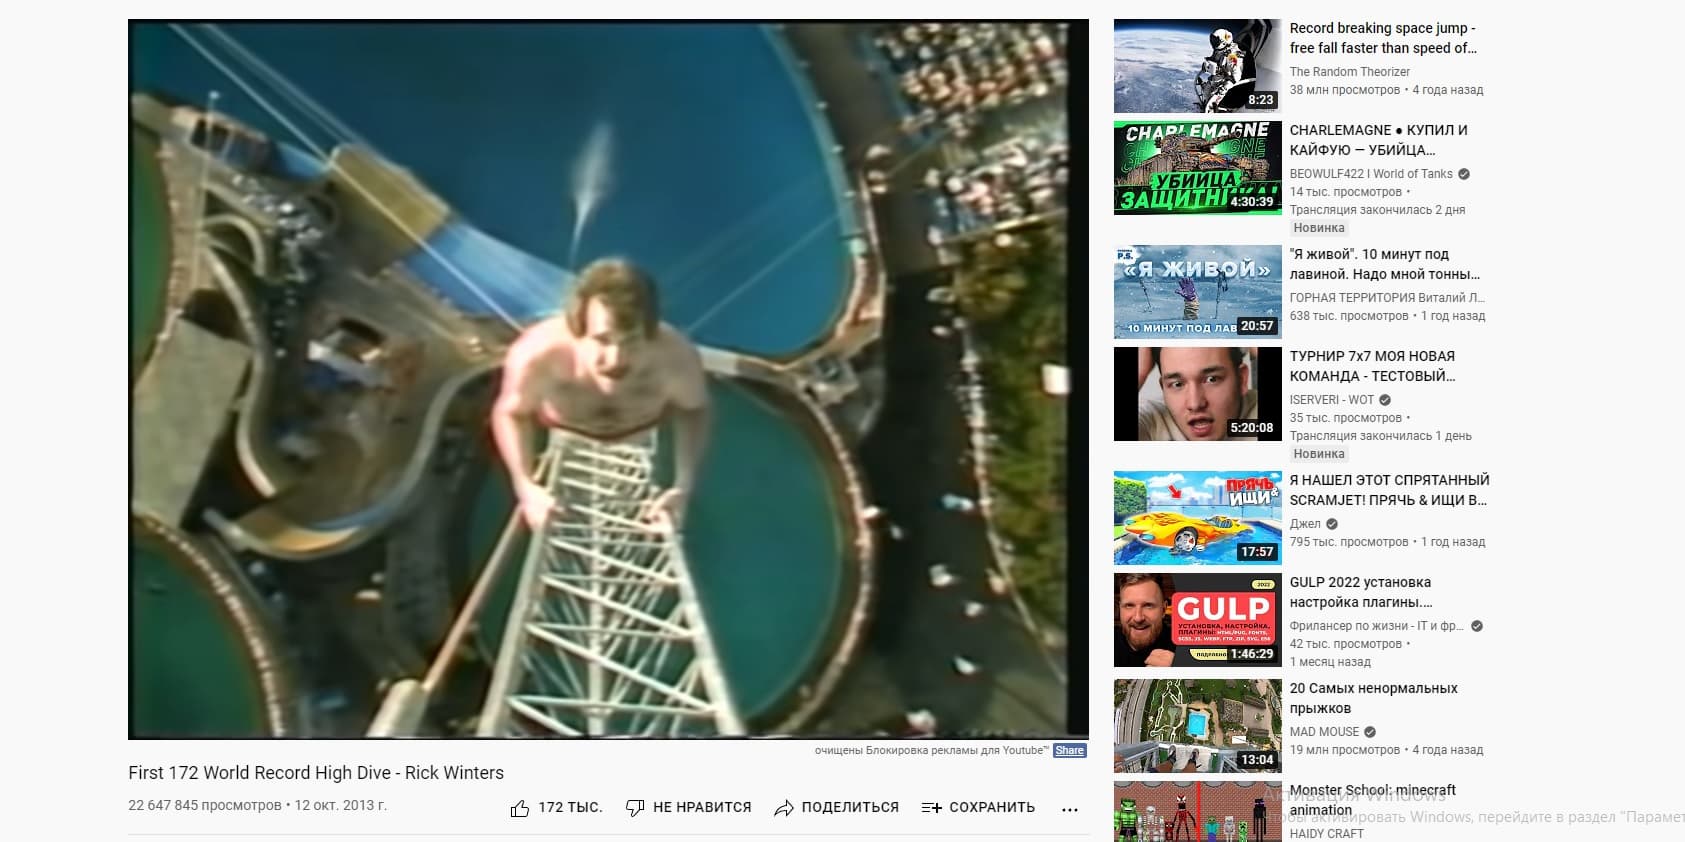 First 172 World Record High Dive - Rick Winters
22 647 845 просмотров • 12 окт. 2013 г.
172 ТЫС.
НЕ НРАВИТСЯ
ПОДЕЛИТЬСЯ
СОХРАНИТЬ
очищены Блокировка рекламы для Youtube™ Share
8:23
Record breaking space jump -
free fall faster than speed of...
The Random Theorizer
38 млн просмотров • 4 года назад
CHARLEMAGNE
УБИЙЦА
4:30:39
CHARLEMAGNE ● КУПИЛ И
КАЙФУЮ — УБИЙЦА...
BEOWULF422 I World of Tanks
14 тыс. просмотров •
Трансляция закончилась 2 дня
Новинка
P.S.
«Я ЖИВОЙ»
10 МИНУТ ПОД
20:57
"Я живой". 10 минут под
лавиной. Надо мной тонны...
ГОРНАЯ ТЕРРИТОРИЯ Виталий Л...
638 тыс. просмотров • 1 год назад
5:20:08
ТУРНИР 7x7 МОЯ НОВАЯ
КОМАНДА - ТЕСТОВЫЙ...
ISERVERI - WOT
35 тыс. просмотров •
Трансляция закончилась 1 день
Новинка
ПРЯЧЬ
& ИЩИ
17:57
Я НАШЕЛ ЭТОТ СПРЯТАННЫЙ
SCRAMJET! ПРЯЧЬ & ИЩИ В...
Джел
795 тыс. просмотров • 1 год назад
2022
GULP
УСТАНОВКА, НАСТРОЙКА,
ПЛАГИНЫ: HTML/PUG, FONTS,
1:46:29
GULP 2022 установка
настройка плагины....
Фрилансер по жизни - IT и фр...
42 тыс. просмотров •
1 месяц назад
13:04
20 Самых ненормальных
прыжков
MAD MOUSE
19 млн просмотров • 4 года назад
Monster School: minecraft
animation
HAIDY CRAFT
Активация Windows
Чтобы активировать Windows, перейдите в раздел "Парамет